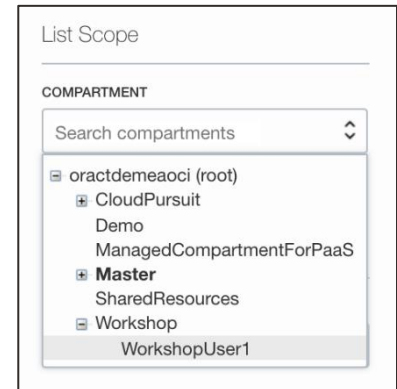 List Scope
COMPARTMENT
Search compartments
oractdemeaoci (root)
CloudPursuit
Demo
ManagedCompartmentForPaaS
Master
SharedResources
Workshop
WorkshopUser1